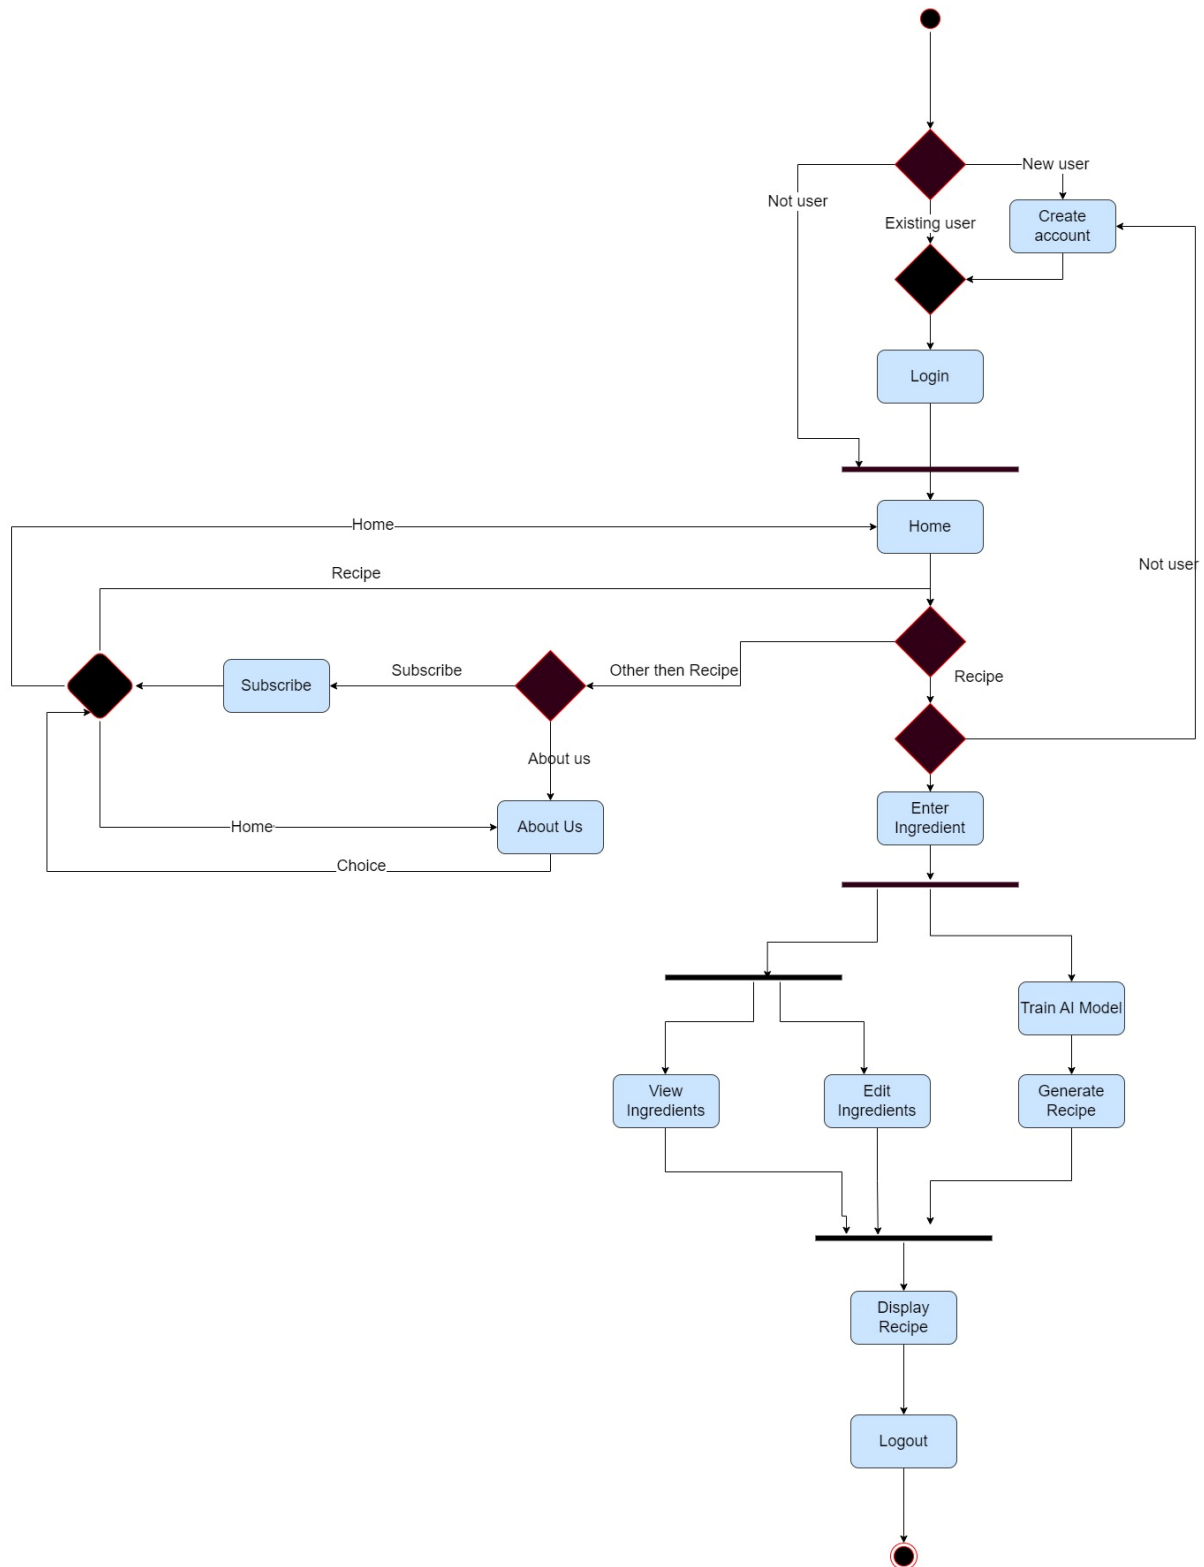 New user
Not user
Existing user
Create
account
Login
Home
Home
Recipe
Not user
Other then Recipe
Subscribe
Subscribe
Recipe
About us
About Us
Home
Choice
Enter
Ingredient
Train AI Model
View
Ingredients
Edit
Ingredients
Generate
Recipe
Display
Recipe
Logout